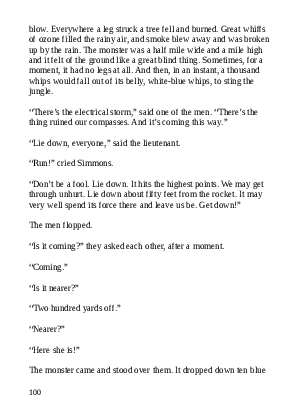 blow. Everywhere a leg struck a tree fell and burned. Great whiffs
of ozone filled the rainy air, and smoke blew away and was broken
up by the rain. The monster was a half mile wide and a mile high
and it felt of the ground like a great blind thing. Sometimes, for a
moment, it had no legs at all. And then, in an instant, a thousand
whips would fall out of its belly, white-blue whips, to sting the
jungle.
“There’s the electrical storm,” said one of the men. “There’s the
thing ruined our compasses. And it’s coming this way.”
“Lie down, everyone,” said the lieutenant.
“Run!” cried Simmons.
“Don’t be a fool. Lie down. It hits the highest points. We may get
through unhurt. Lie down about fifty feet from the rocket. It may
very well spend its force there and leave us be. Get down!”
The men flopped.
“Is it coming?” they asked each other, after a moment.
“Coming.”
“Is it nearer?”
“Two hundred yards off.”
“Nearer?”
“Here she is!”
The monster came and stood over them. It dropped down ten blue
100